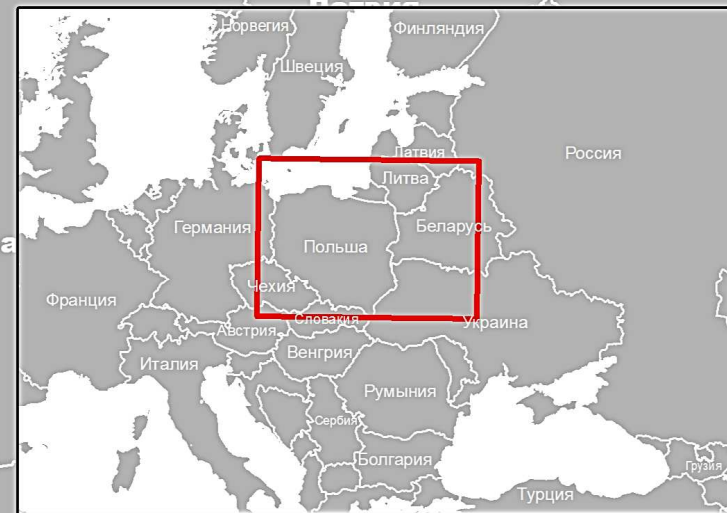 Норвегия
Финляндия
Швеция
Латвия
Россия
Литва
Германия
Беларусь
Польша
Чехия
Франция
Словакия
Австрия
Украина
Венгрия
Италия
Румыния
Сербия
Болгария
Грузия
Турция